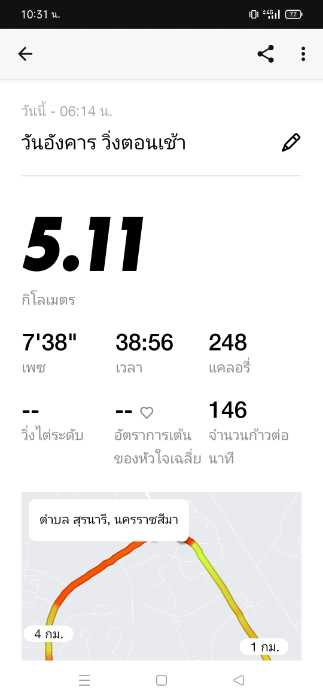 10:31 น.
77
วันนี้ - 06:14 น.
วันอังคาร วิ่งตอนเช้า
5.11
กิโลเมตร
7'38" 38:56 248
เพซ เวลา แคลอรี่
-- -- 146
วิ่งไต่ระดับ อัตราการเต้น จำนวนก้าวต่อ
ของหัวใจเฉลี่ย นาที
ตำบล สุรนารี, นครราชสีมา
4 กม.
1 กม.